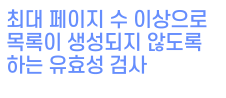 최대 페이지 수 이상으로
목록이 생성되지 않도록
하는 유효성 검사